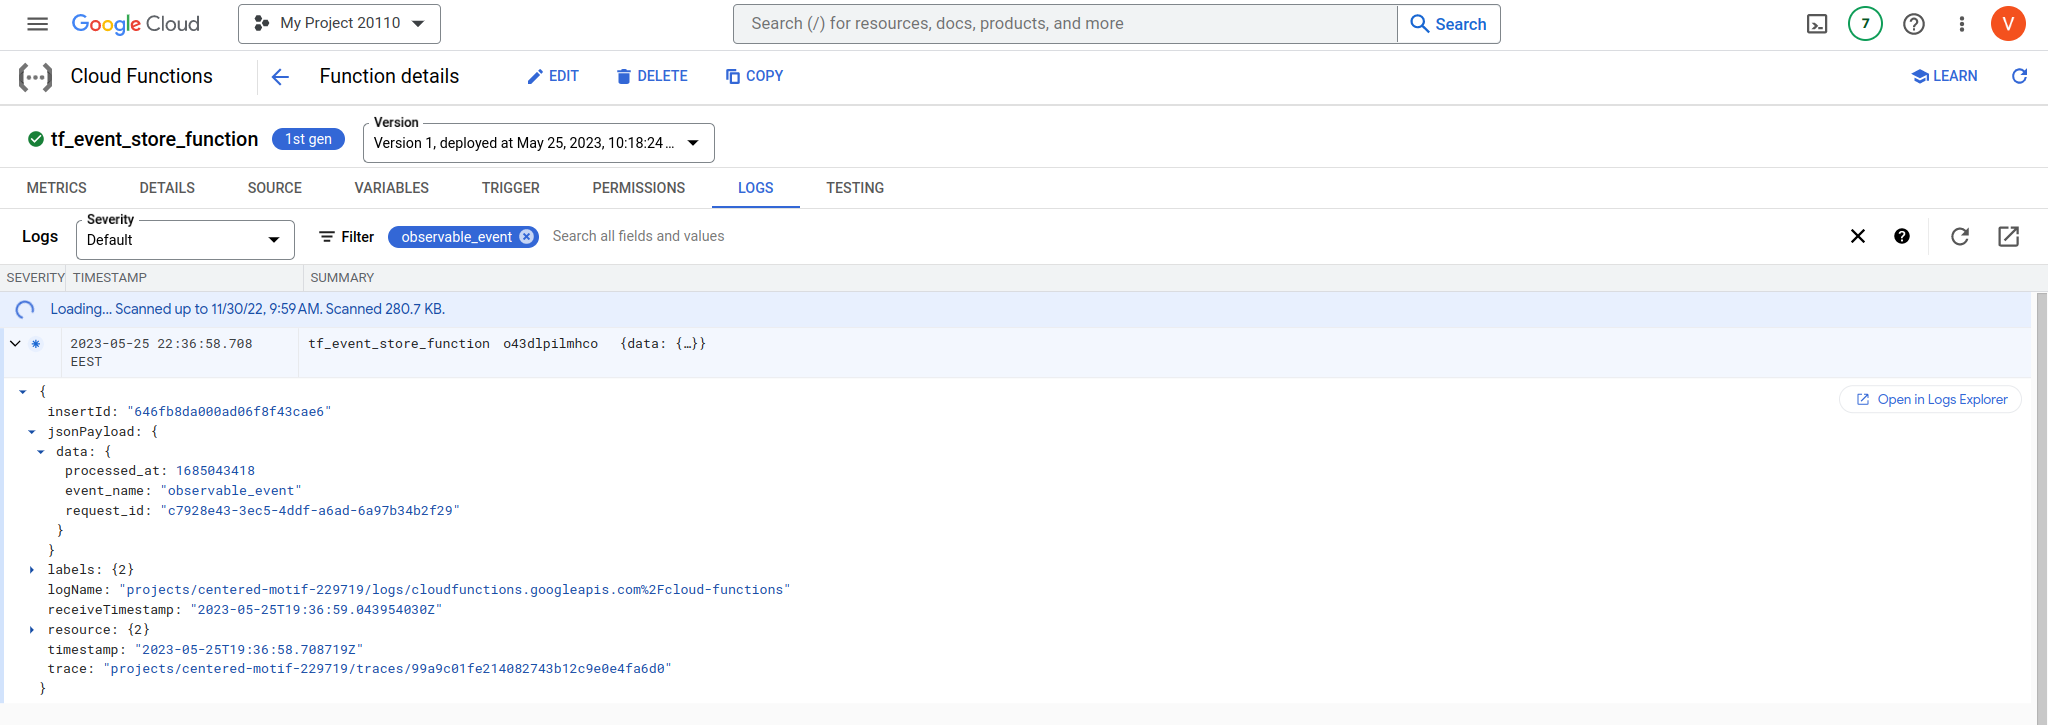 Google Cloud
My Project 20110
Search (/) for resources, docs, products, and more
Search
7
V
Cloud Functions
Function details
EDIT
DELETE
COPY
LEARN
tf_event_store_function
1st gen
Version
Version 1, deployed at May 25, 2023, 10:18:24...
METRICS
DETAILS
SOURCE
VARIABLES
TRIGGER
PERMISSIONS
LOGS
TESTING
Logs
Severity
Default
Filter
observable_event
Search all fields and values
SEVERITY
TIMESTAMP
SUMMARY
Loading... Scanned up to 11/30/22, 9:59 AM. Scanned 280.7 KB.
2023-05-25 22:36:58.708
EEST
tf_event_store_function o43dlpilmhco {data: {…}}
{
insertId: "646fb8da000ad06f8f43cae6"
jsonPayload: {
data: {
processed_at: 1685043418
event_name: "observable_event"
request_id: "c7928e43-3ec5-4ddf-a6ad-6a97b34b2f29"
}
}
labels: {2}
logName: "projects/centered-motif-229719/logs/cloudfunctions.googleapis.com%2Fcloud-functions"
receiveTimestamp: "2023-05-25T19:36:59.043954030Z"
resource: {2}
timestamp: "2023-05-25T19:36:58.708719Z"
trace: "projects/centered-motif-229719/traces/99a9c01fe214082743b12c9e0e4fa6d0"
}
Open in Logs Explorer